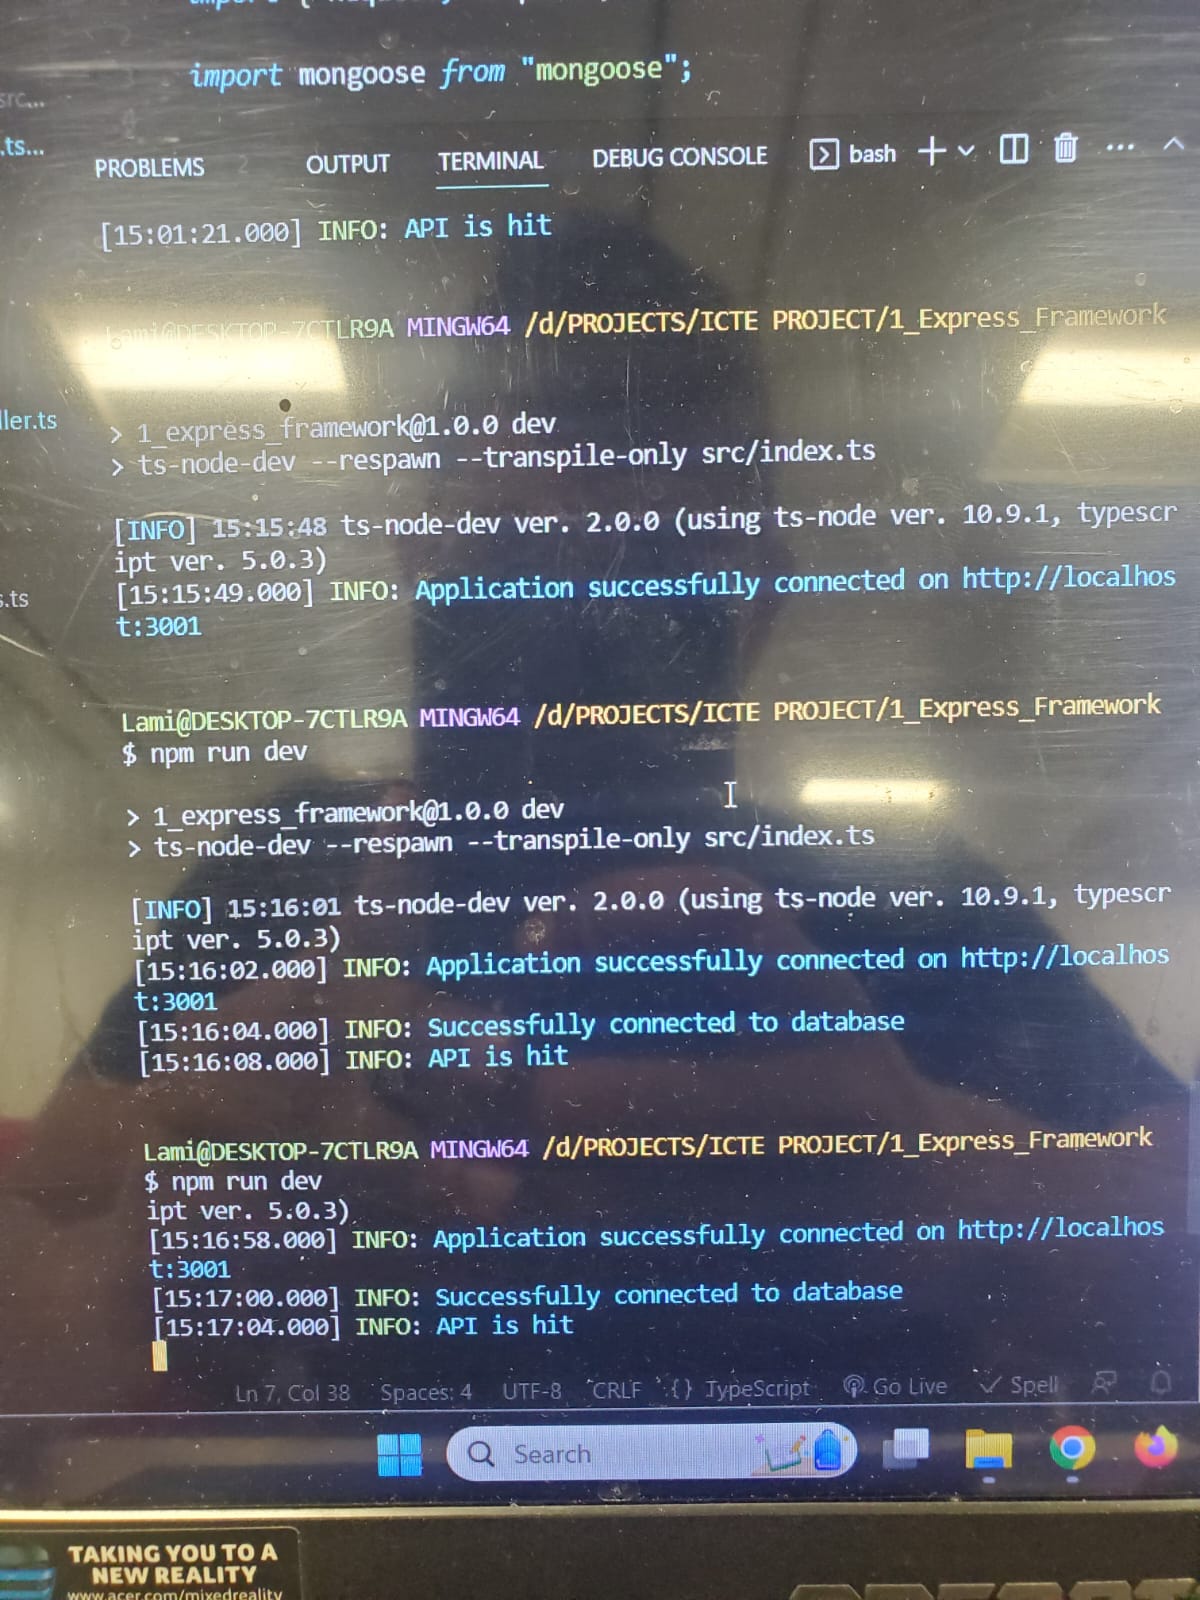 import mongoose from "mongoose";
src...
.ts...
PROBLEMS 2 OUTPUT TERMINAL DEBUG CONSOLE bash
[15:01:21.000] INFO: API is hit
Lami@DESKTOP-7CTLR9A MINGW64 /d/PROJECTS/ICTE PROJECT/1_Express_Framework
ller.ts
> 1_express_framework@1.0.0 dev
> ts-node-dev --respawn --transpile-only src/index.ts
[INFO] 15:15:48 ts-node-dev ver. 2.0.0 (using ts-node ver. 10.9.1, typescr
ipt ver. 5.0.3)
[15:15:49.000] INFO: Application successfully connected on http://localhos
s.ts
t:3001
Lami@DESKTOP-7CTLR9A MINGW64 /d/PROJECTS/ICTE PROJECT/1_Express_Framework
$ npm run dev
> 1_express_framework@1.0.0 dev
> ts-node-dev --respawn --transpile-only src/index.ts
[INFO] 15:16:01 ts-node-dev ver. 2.0.0 (using ts-node ver. 10.9.1, typescr
ipt ver. 5.0.3)
[15:16:02.000] INFO: Application successfully connected on http://localhos
t:3001
[15:16:04.000] INFO: Successfully connected to database
[15:16:08.000] INFO: API is hit
Lami@DESKTOP-7CTLR9A MINGW64 /d/PROJECTS/ICTE PROJECT/1_Express_Framework
$ npm run dev
ipt ver. 5.0.3)
[15:16:58.000] INFO: Application successfully connected on http://localhos
t:3001
[15:17:00.000] INFO: Successfully connected to database
[15:17:04.000] INFO: API is hit
Ln 7, Col 38 Spaces: 4 UTF-8 CRLF {} TypeScript Go Live Spell
Search
TAKING YOU TO A
NEW REALITY
www.acer.com/mixedreality